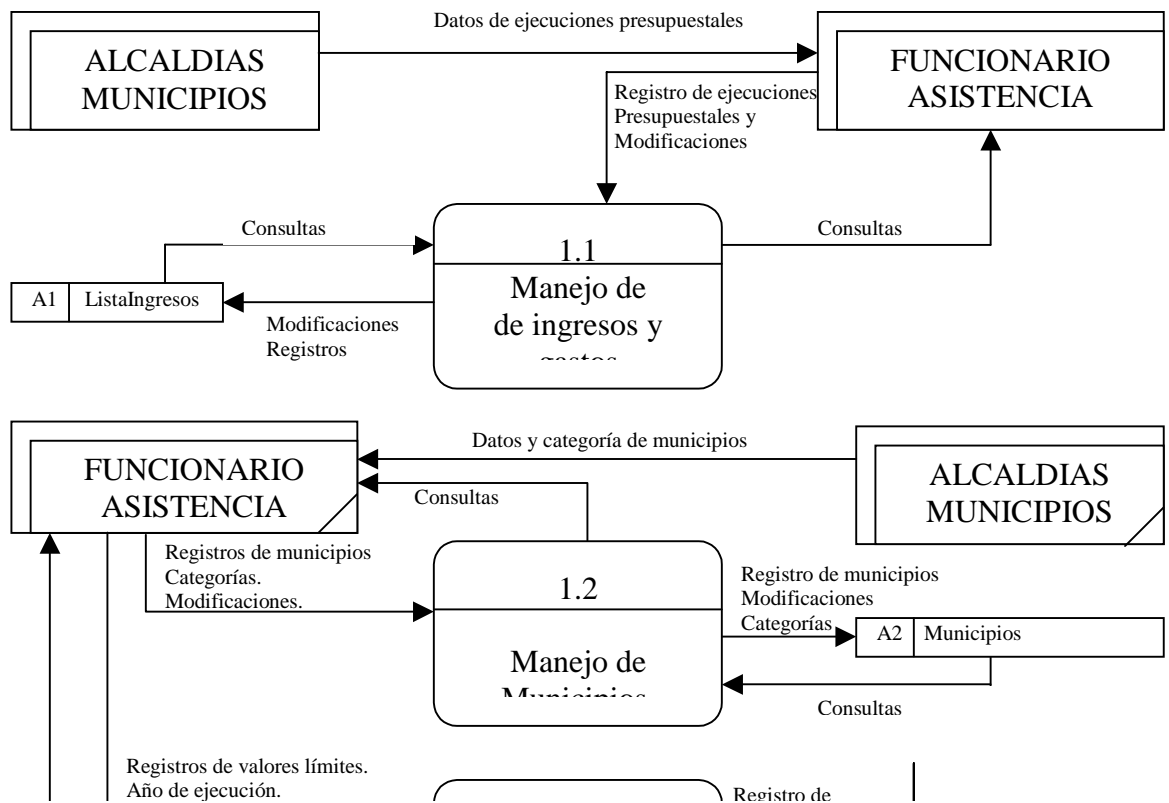 Datos de ejecuciones presupuestales
ALCALDIAS
MUNICIPIOS
FUNCIONARIO
ASISTENCIA
Registro de ejecuciones
Presupuestales y
Modificaciones
Consultas
Consultas
1.1
Manejo de
de ingresos y
gastos
A1 ListaIngresos
Modificaciones
Registros
Datos y categoría de municipios
FUNCIONARIO
ASISTENCIA
ALCALDIAS
MUNICIPIOS
Consultas
Registros de municipios
Categorías.
Modificaciones.
1.2
Manejo de
Municipios
Registro de municipios
Modificaciones
Categorías
A2 Municipios
Consultas
Registros de valores límites.
Año de ejecución.
Registro de